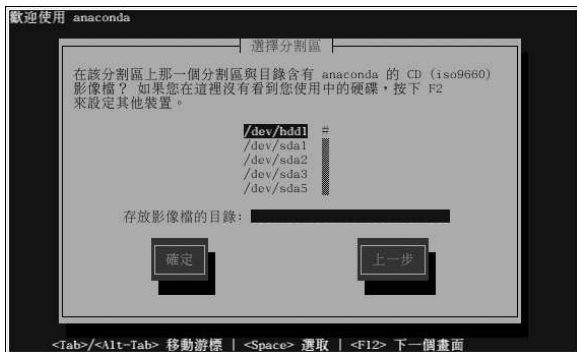 歡迎使用 anaconda
選擇分割區
在該分割區上那一個分割區與目錄含有 anaconda 的 CD (iso9660)
影像檔? 如果您在這裡沒有看到您使用中的硬碟，按下 F2
來設定其他裝置。
/dev/hdd1 #
/dev/sda1
/dev/sda2
/dev/sda3
/dev/sda5
存放影像檔的目錄:
確定 上一步
<Tab>/<Alt-Tab> 移動游標 | <Space> 選取 | <F12> 下一個畫面